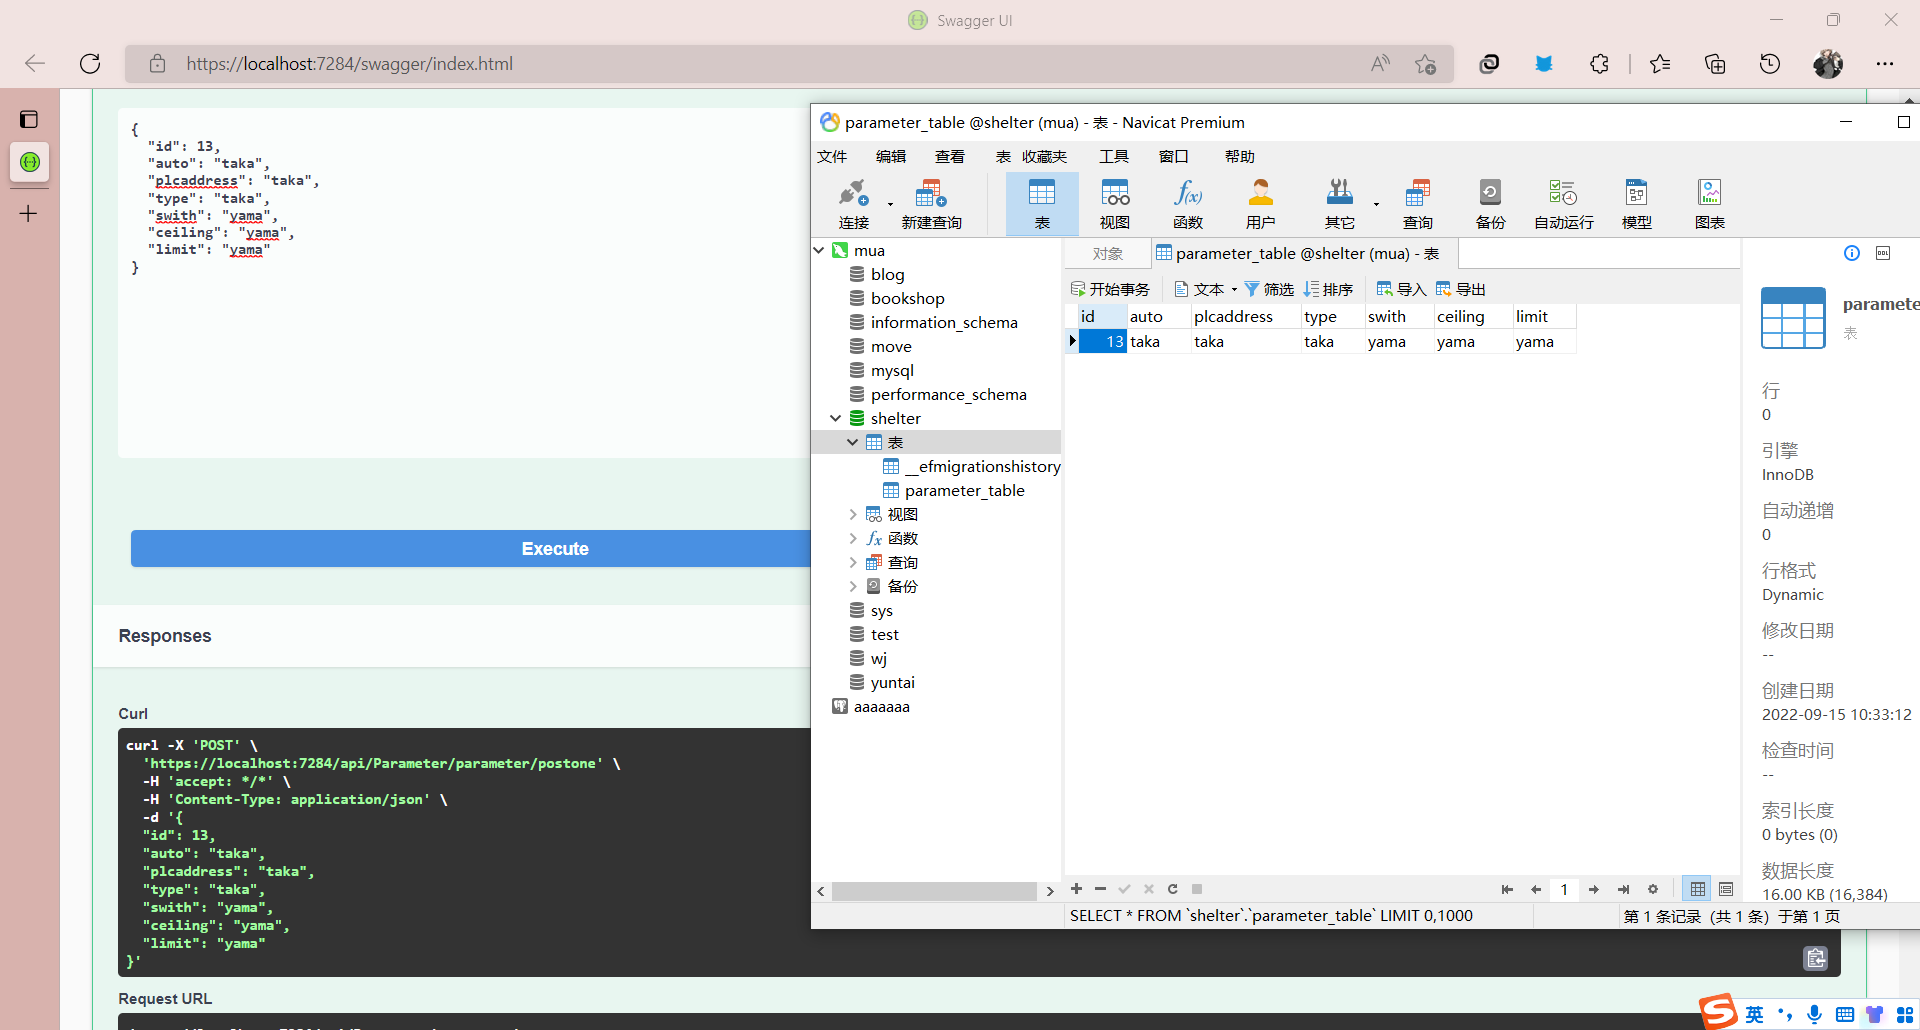 Swagger UI
https://localhost:7284/swagger/index.html
{
"id": 13,
"auto": "taka",
"plcaddress": "taka",
"type": "taka",
"swith": "yama",
"ceiling": "yama",
"limit": "yama"
}
Execute
Responses
Curl
curl -X 'POST' \
'https://localhost:7284/api/Parameter/parameter/postone' \
-H 'accept: */*' \
-H 'Content-Type: application/json' \
-d '{
"id": 13,
"auto": "taka",
"plcaddress": "taka",
"type": "taka",
"swith": "yama",
"ceiling": "yama",
"limit": "yama"
}'
Request URL
parameter_table @shelter (mua) - 表 - Navicat Premium
文件 编辑 查看 表 收藏夹 工具 窗口 帮助
连接 新建查询 表 视图 函数 用户 其它 查询 备份 自动运行 模型 图表
mua
blog
bookshop
information_schema
move
mysql
performance_schema
shelter
表
__efmigrationshistory
parameter_table
视图
函数
查询
备份
sys
test
wj
yuntai
aaaaaaa
对象 parameter_table @shelter (mua) - 表
开始事务 文本 筛选 排序 导入 导出
id auto plcaddress type swith ceiling limit
13 taka taka taka yama yama yama
1
SELECT * FROM `shelter`.`parameter_table` LIMIT 0,1000
第 1 条记录 (共 1 条) 于第 1 页
DDL
paramete
表
行
0
引擎
InnoDB
自动递增
0
行格式
Dynamic
修改日期
--
创建日期
2022-09-15 10:33:12
检查时间
--
索引长度
0 bytes (0)
数据长度
16.00 KB (16,384)
英